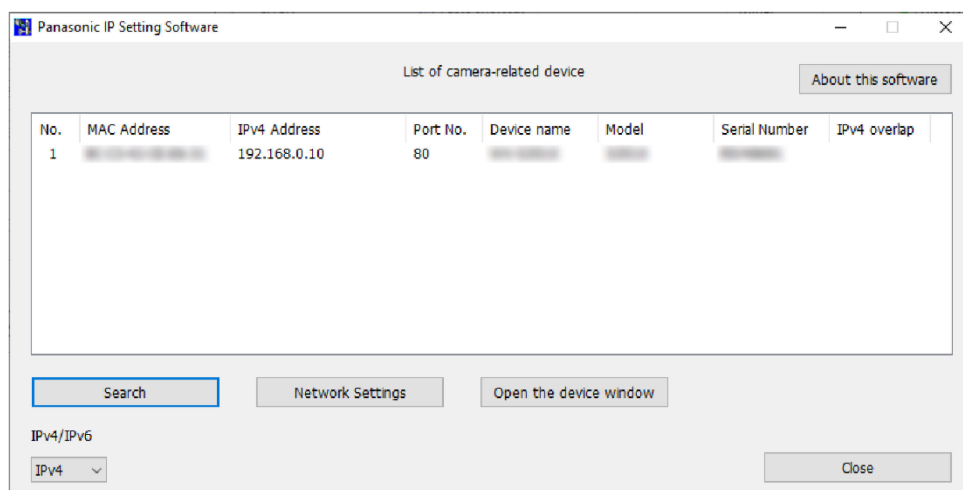 Panasonic IP Setting Software
List of camera-related device
About this software
No. MAC Address IPv4 Address Port No. Device name Model Serial Number IPv4 overlap
1 192.168.0.10 80
Search Network Settings Open the device window
IPv4/IPv6
IPv4 Close